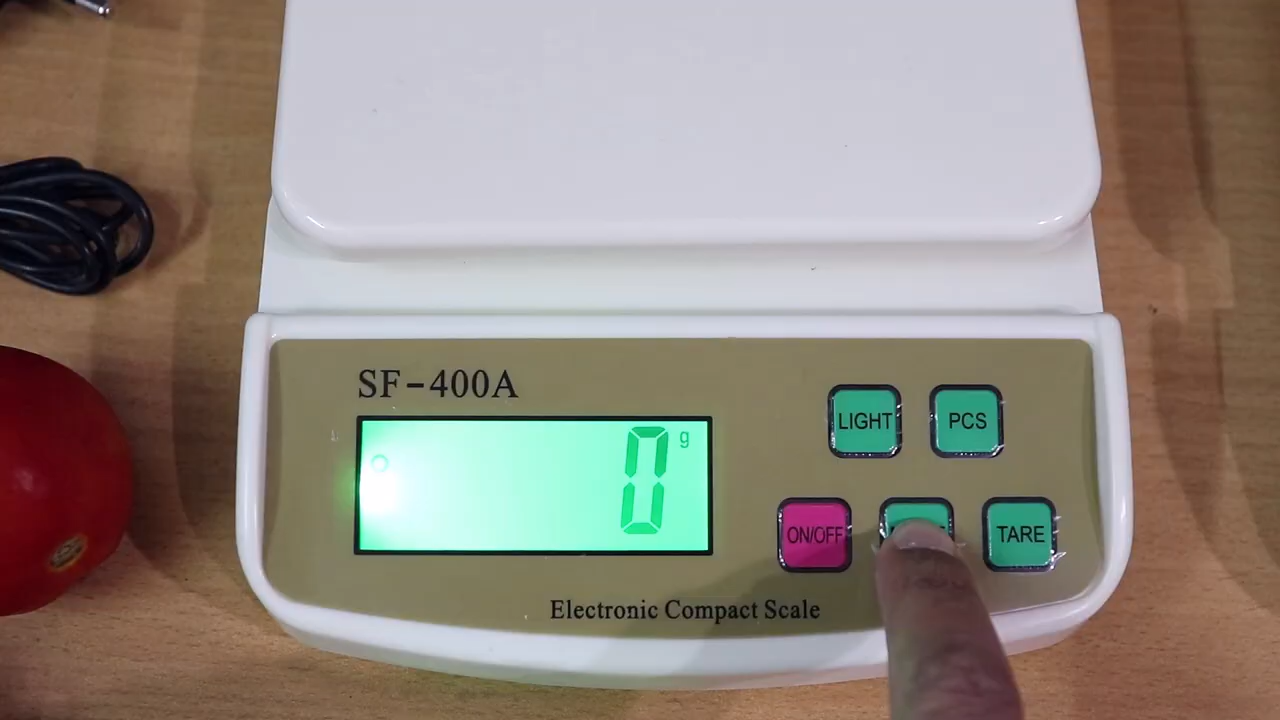 SF-400A
0 g
LIGHT
PCS
ON/OFF
TARE
Electronic Compact Scale